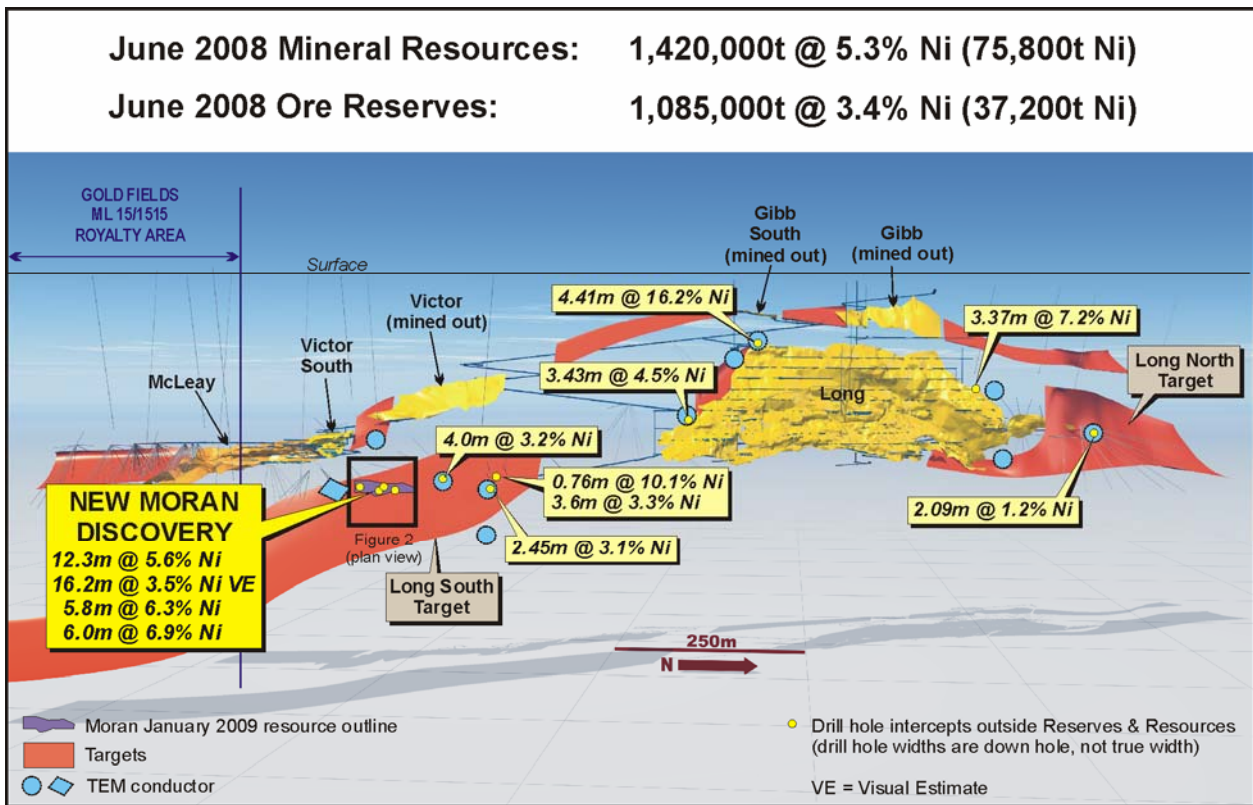 June 2008 Mineral Resources: 1,420,000t @ 5.3% Ni (75,800t Ni)
June 2008 Ore Reserves: 1,085,000t @ 3.4% Ni (37,200t Ni)
GOLD FIELDS
ML 15/1515
ROYALTY AREA
Surface
Gibb
South
(mined out)
Gibb
(mined out)
4.41m @ 16.2% Ni
Victor
(mined out)
3.37m @ 7.2% Ni
Victor
South
McLeay
Long North
Target
3.43m @ 4.5% Ni
Long
4.0m @ 3.2% Ni
0.76m @ 10.1% Ni
3.6m @ 3.3% Ni
NEW MORAN
DISCOVERY
12.3m @ 5.6% Ni
16.2m @ 3.5% Ni VE
5.8m @ 6.3% Ni
6.0m @ 6.9% Ni
2.09m @ 1.2% Ni
Figure 2
(plan view)
2.45m @ 3.1% Ni
Long South
Target
250m
N
Moran January 2009 resource outline
Targets
TEM conductor
Drill hole intercepts outside Reserves & Resources
(drill hole widths are down hole, not true width)
VE = Visual Estimate